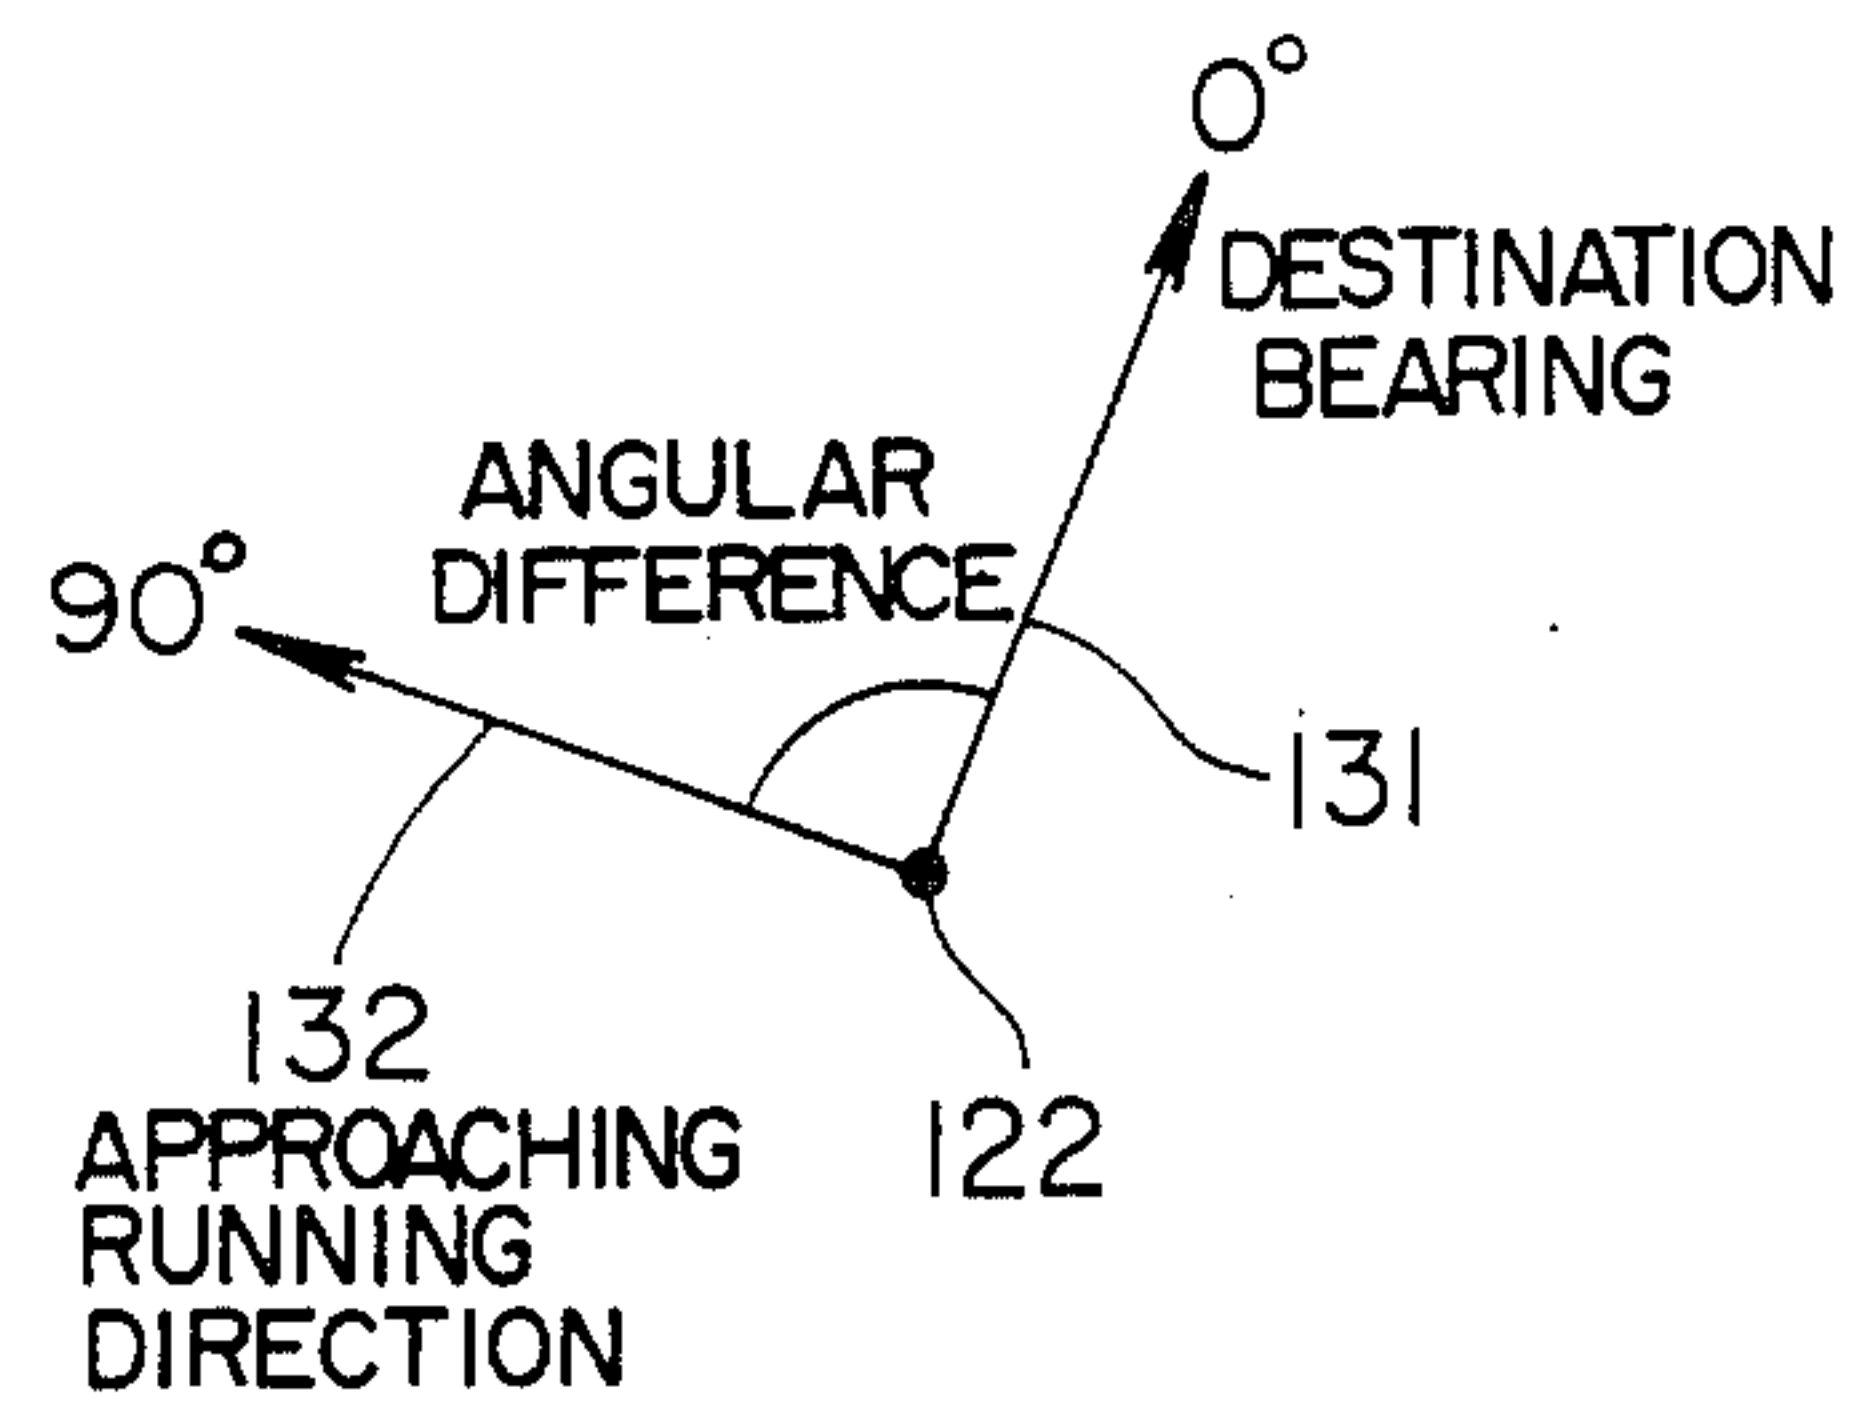 0°
DESTINATION
BEARING
ANGULAR
DIFFERENCE
90°
131
132
APPROACHING
RUNNING
DIRECTION
122